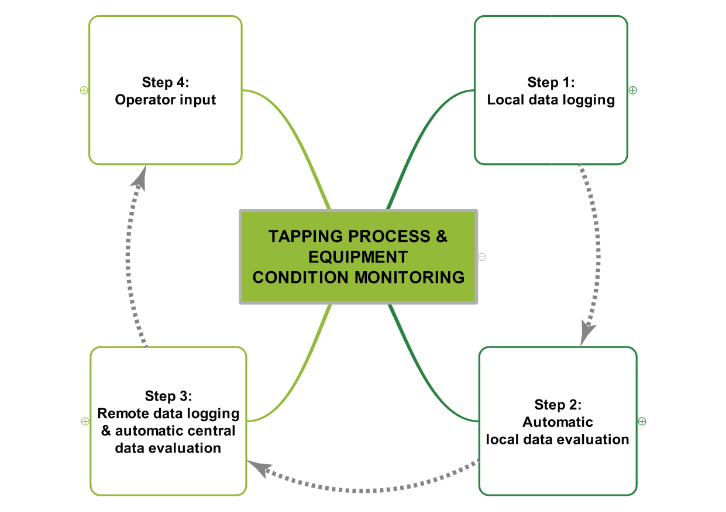 Step 4:
Operator input
Step 1:
Local data logging
TAPPING PROCESS &
EQUIPMENT
CONDITION MONITORING
Step 3:
Remote data logging
& automatic central
data evaluation
Step 2:
Automatic
local data evaluation